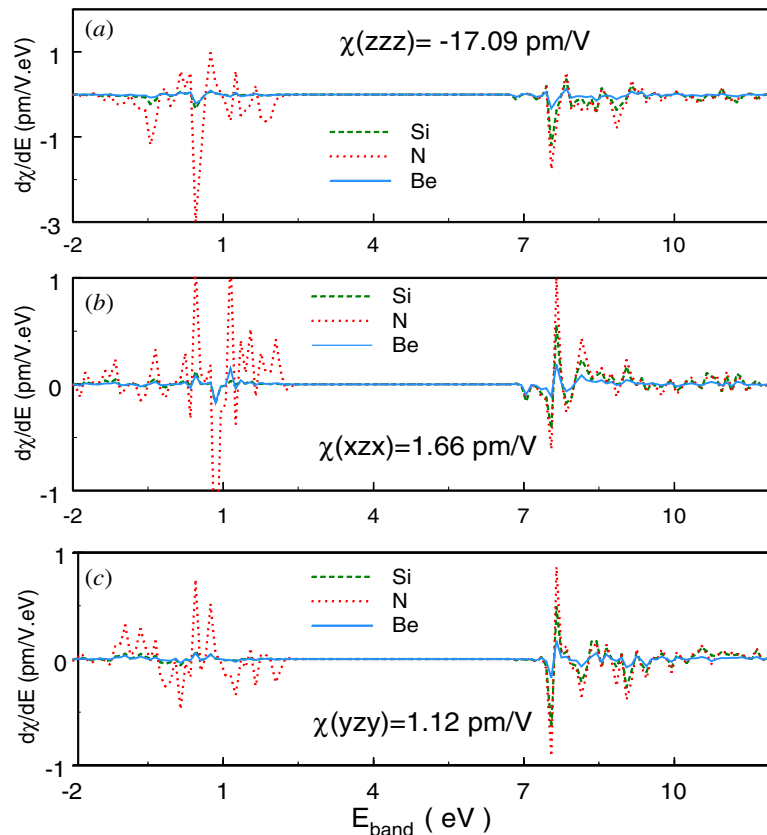 (a)
χ(zzz)= -17.09 pm/V
dχ/dE (pm/V.eV)
1
-1
-3
Si
N
Be
-2 1 4 7 10
(b)
dχ/dE (pm/V.eV)
1
0
-1
Si
N
Be
χ(xzx)=1.66 pm/V
-2 1 4 7 10
(c)
dχ/dE (pm/V.eV)
1
0
-1
Si
N
Be
χ(yzy)=1.12 pm/V
-2 1 4 7 10
E_band ( eV)